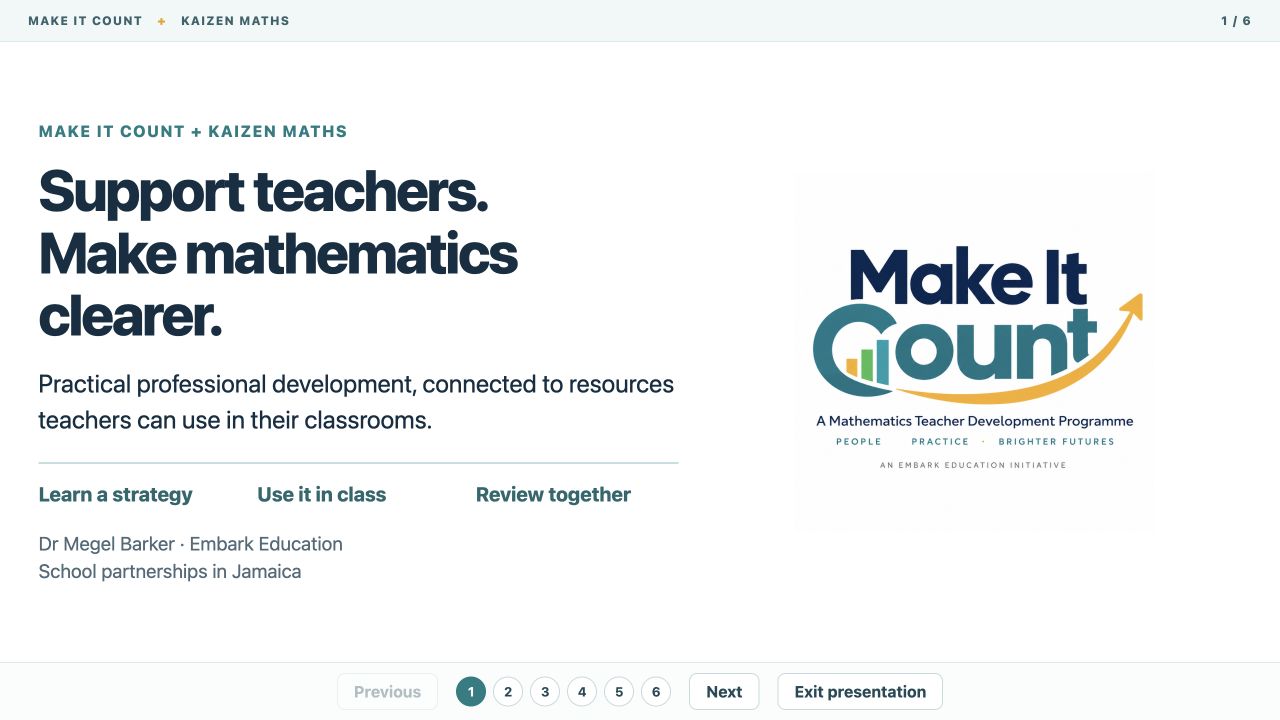 MAKE IT COUNT + KAIZEN MATHS
1 / 6
MAKE IT COUNT + KAIZEN MATHS
Support teachers.
Make mathematics
clearer.
Practical professional development, connected to resources
teachers can use in their classrooms.
Learn a strategy
Use it in class
Review together
Dr Megel Barker · Embark Education
School partnerships in Jamaica
Make It
Count
A Mathematics Teacher Development Programme
PEOPLE PRACTICE · BRIGHTER FUTURES
AN EMBARK EDUCATION INITIATIVE
Previous
1
2
3
4
5
6
Next
Exit presentation